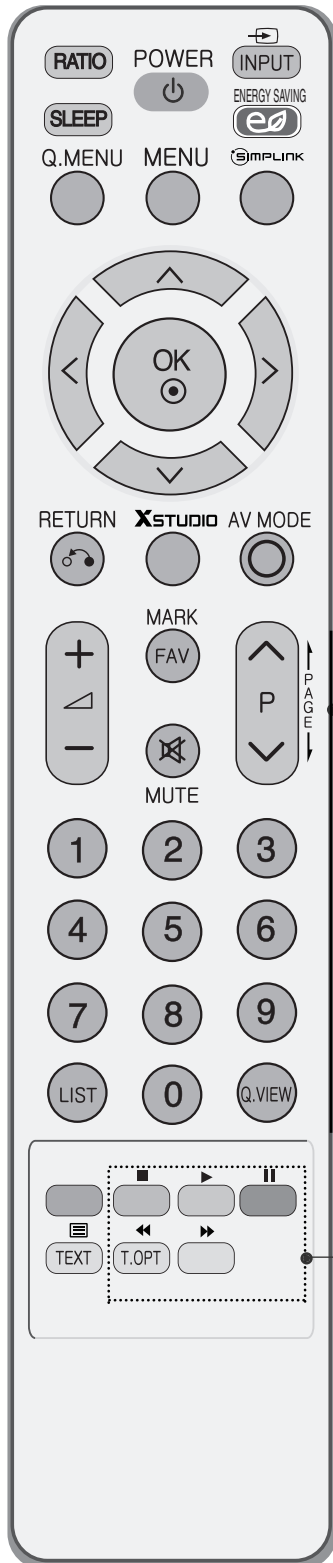 RATIO POWER INPUT
SLEEP ENERGY SAVING
Q.MENU MENU SIMPLINK
OK
RETURN XSTUDIO AV MODE
MARK
FAV
+
P
PAGE
-
MUTE
1 2 3
4 5 6
7 8 9
LIST 0 Q.VIEW
TEXT T.OPT